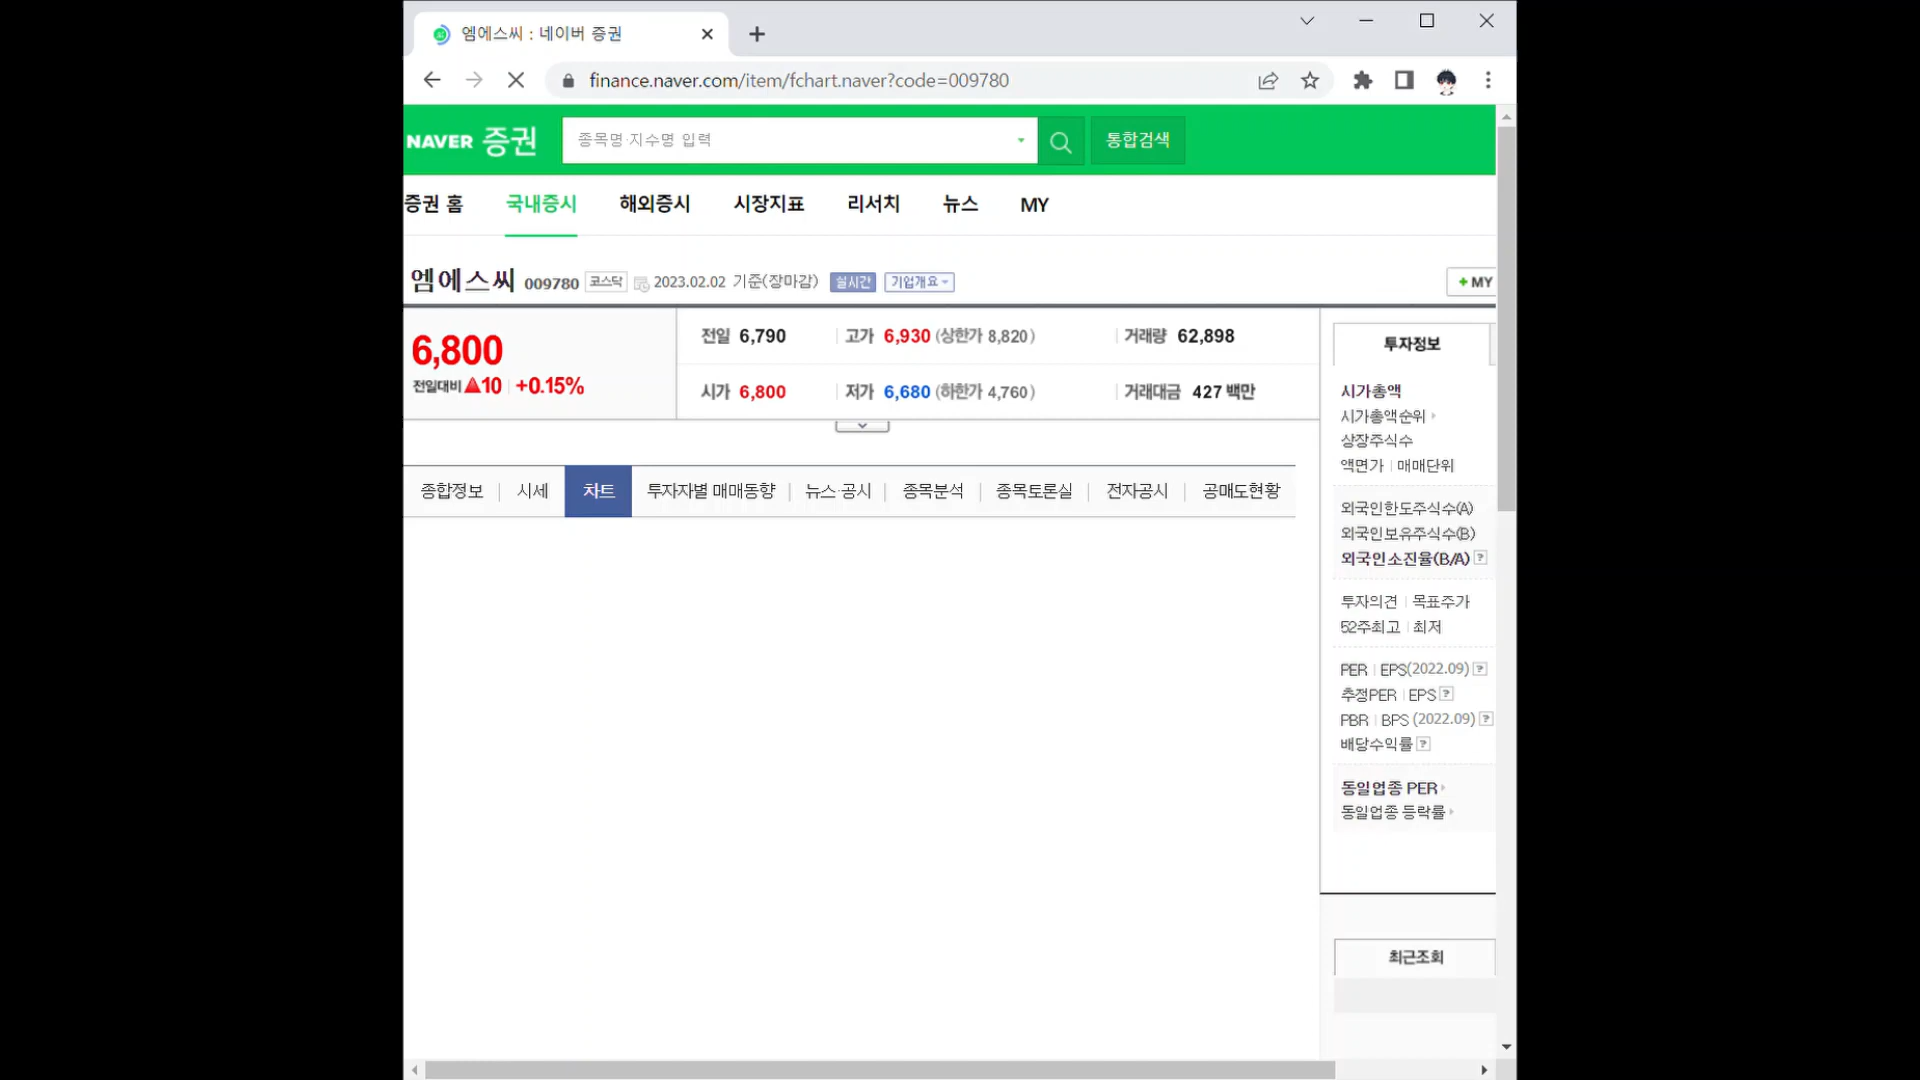 엠에스씨 : 네이버 증권
finance.naver.com/item/fchart.naver?code=009780
NAVER 증권 종목명·지수명 입력 통합검색
증권 홈 국내증시 해외증시 시장지표 리서치 뉴스 MY
엠에스씨 009780 코스닥 2023.02.02 기준(장마감) 실시간 기업개요 + MY
6,800
전일대비 ▲10 +0.15%
전일 6,790 고가 6,930 (상한가 8,820) 거래량 62,898
시가 6,800 저가 6,680 (하한가 4,760) 거래대금 427 백만
종합정보 시세 차트 투자자별 매매동향 뉴스·공시 종목분석 종목토론실 전자공시 공매도현황
투자정보
시가총액
시가총액순위
상장주식수
액면가 매매단위
외국인한도주식수(A)
외국인보유주식수(B)
외국인소진율(B/A) ?
투자의견 목표주가
52주최고 최저
PER EPS(2022.09) ?
추정PER EPS ?
PBR BPS (2022.09) ?
배당수익률 ?
동일업종 PER
동일업종 등락률
최근조회